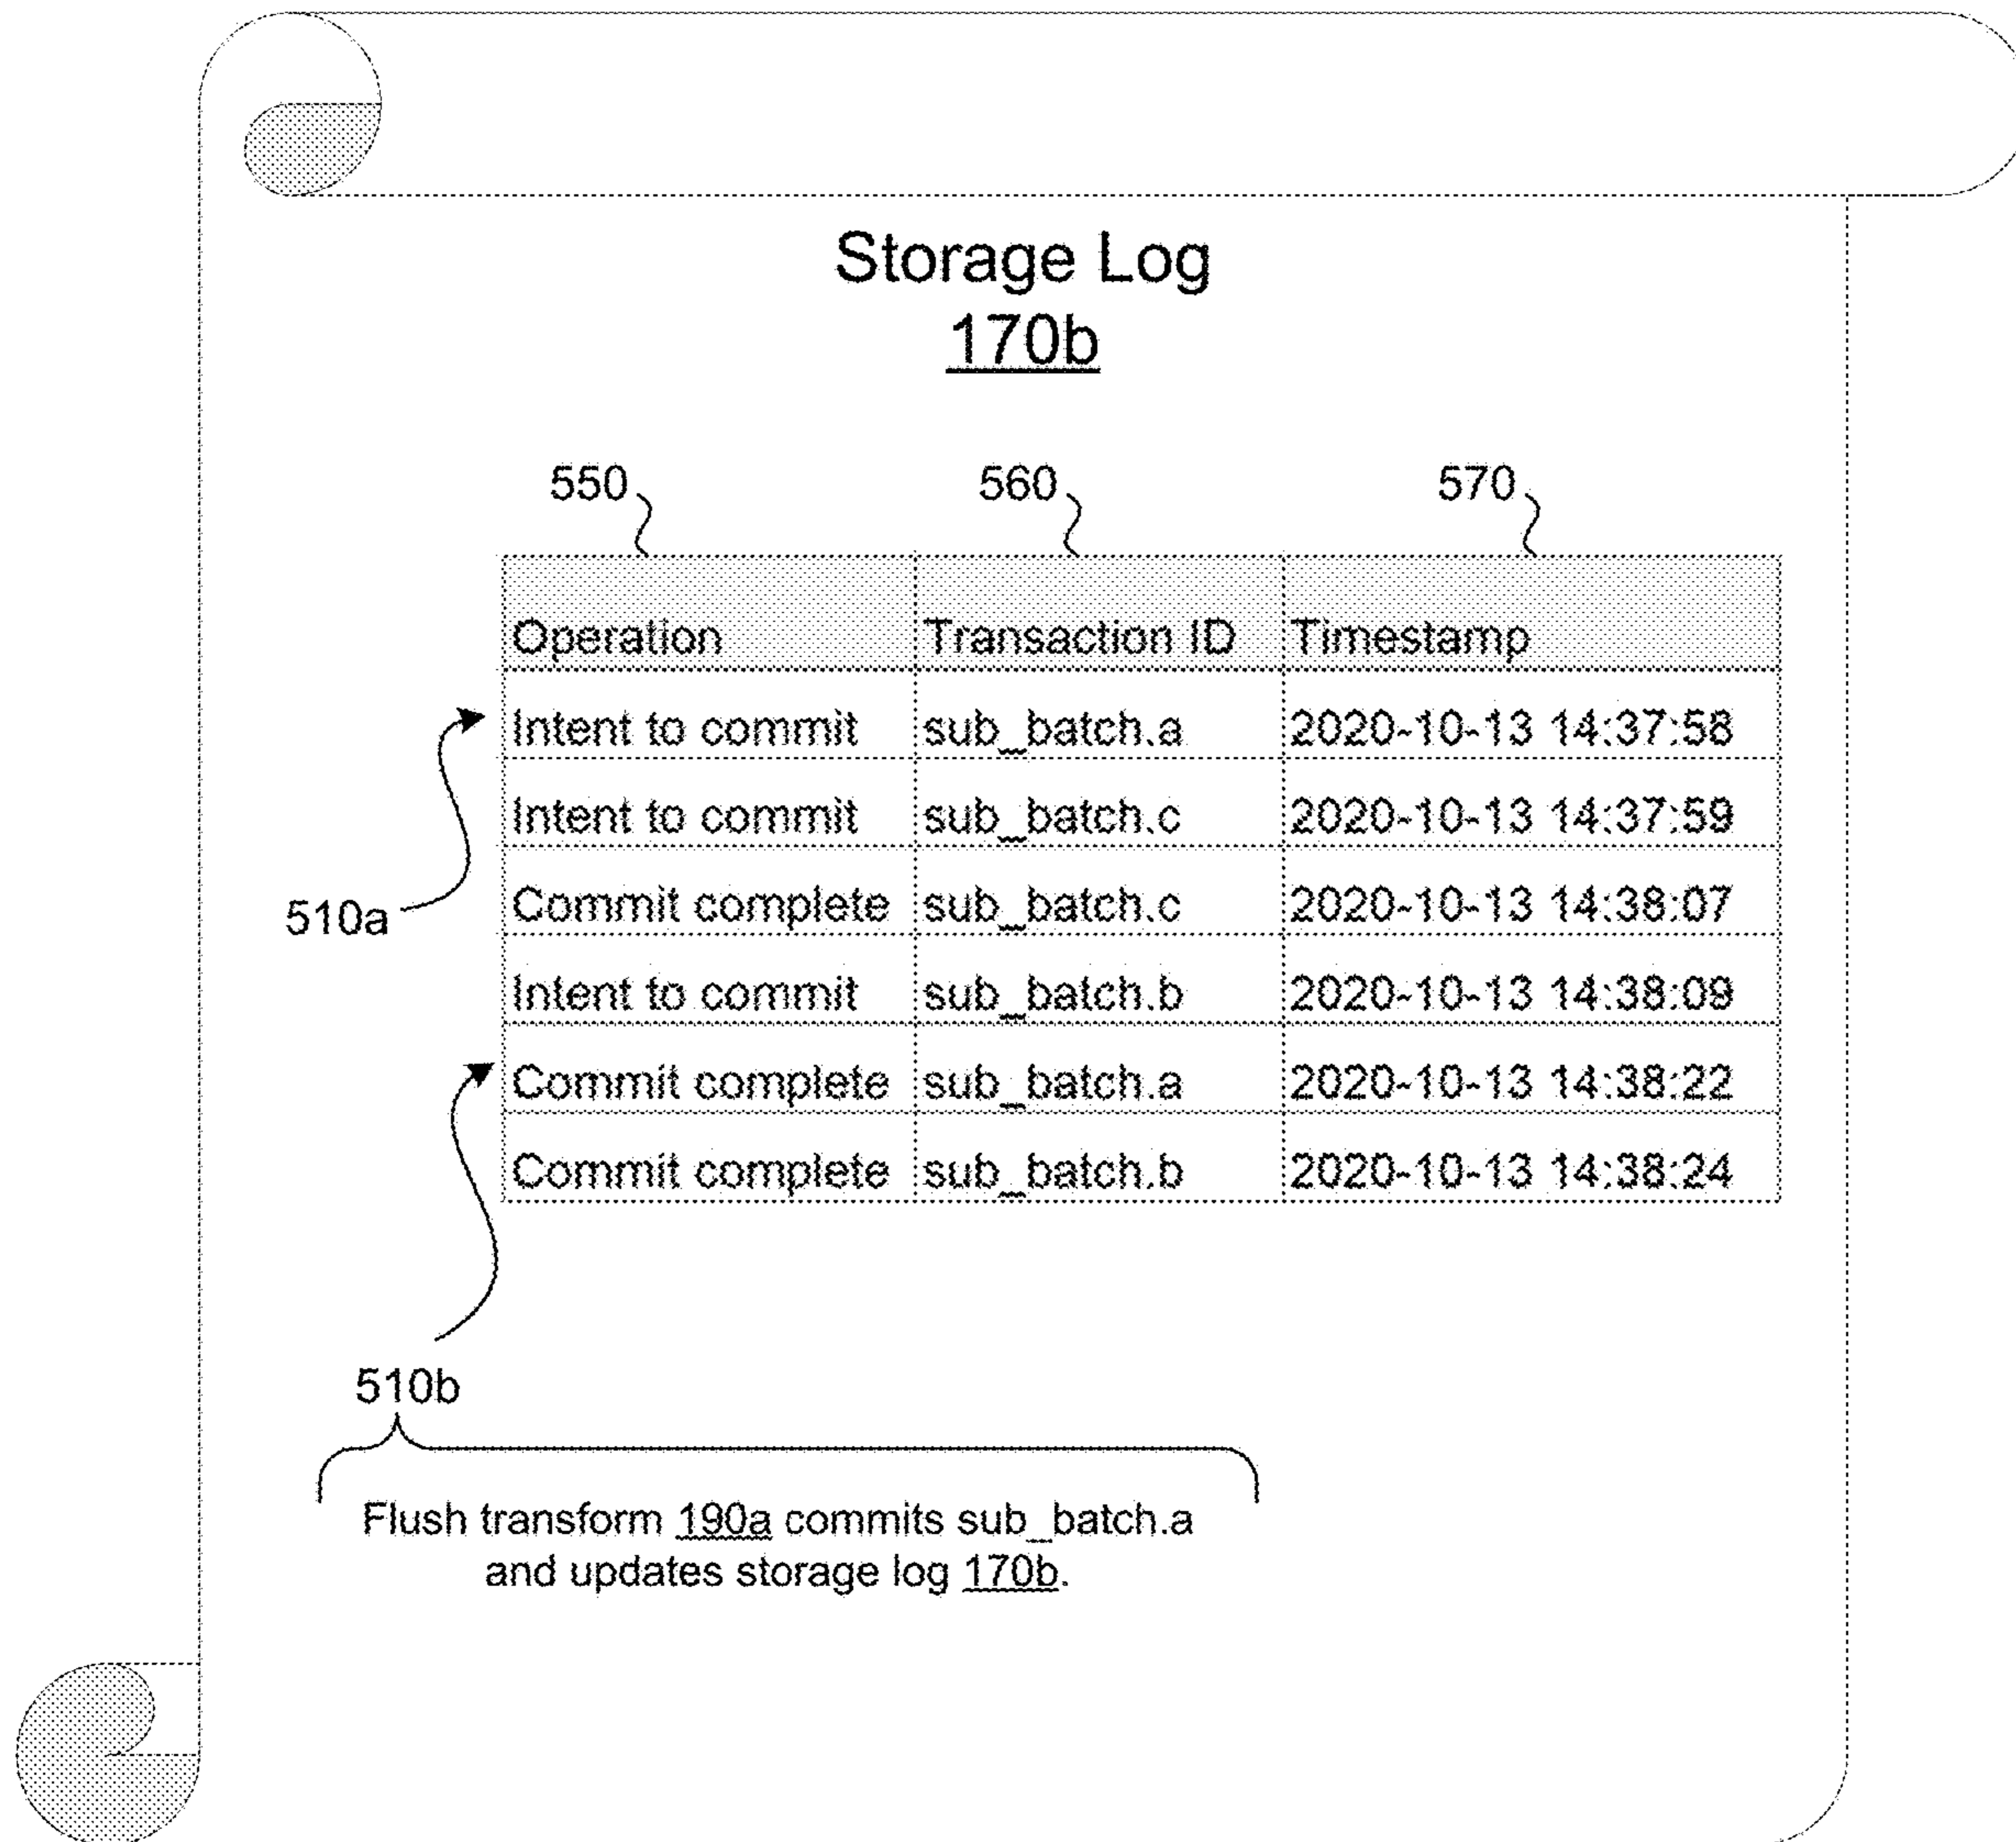 Storage Log
170b
550 560 570
Operation Transaction ID Timestamp
Intent to commit sub_batch.a 2020-10-13 14:37:58
Intent to commit sub_batch.c 2020-10-13 14:37:59
510a
Commit complete sub_batch.c 2020-10-13 14:38:07
Intent to commit sub_batch.b 2020-10-13 14:38:09
Commit complete sub_batch.a 2020-10-13 14:38:22
Commit complete sub_batch.b 2020-10-13 14:38:24
510b
Flush transform 190a commits sub_batch.a
and updates storage log 170b.